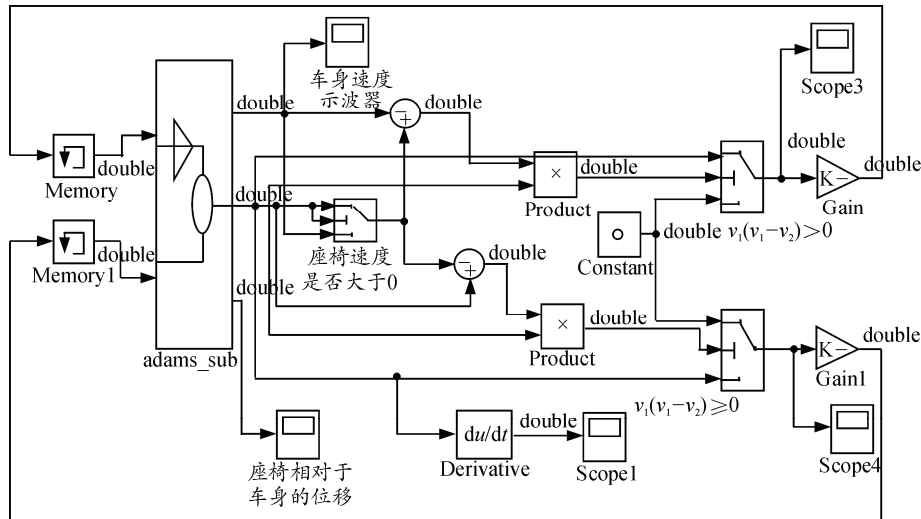 车身速度
示波器
Scope3
double
double
double
double
Memory
double
double
double
Product
K-
Gain
double
Memory1
double
double
座椅速度
是否大于0
double
Constant
double
v₁(v₁-v₂)>0
double
adams_sub
double
Product
K-
double
Gain1
v₁(v₁-v₂)≥0
du/dt
double
Derivative
Scope1
Scope4
座椅相对于
车身的位移